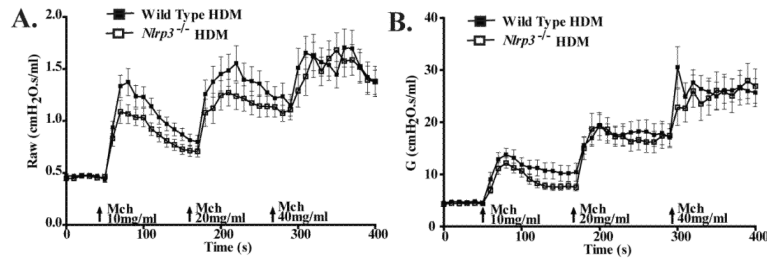 A.
Wild Type HDM
Nlrp3-/- HDM
Raw (cmH2O.s/ml)
2.0
1.5
1.0
0.5
0.0
Mch
10mg/ml
Mch
20mg/ml
Mch
40mg/ml
0 100 200 300 400
Time (s)
B.
Wild Type HDM
Nlrp3-/- HDM
G (cmH2O.s/ml)
40
30
20
10
0
Mch
10mg/ml
Mch
20mg/ml
Mch
40mg/ml
0 100 200 300 400
Time (s)